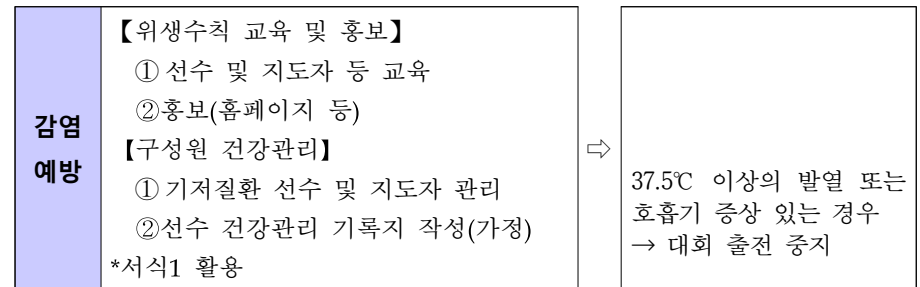 감염
예방
【위생수칙 교육 및 홍보】
① 선수 및 지도자 등 교육
②홍보(홈페이지 등)
【구성원 건강관리】
① 기저질환 선수 및 지도자 관리
②선수 건강관리 기록지 작성(가정)
*서식1 활용
⇨
37.5℃ 이상의 발열 또는
호흡기 증상 있는 경우
→ 대회 출전 중지